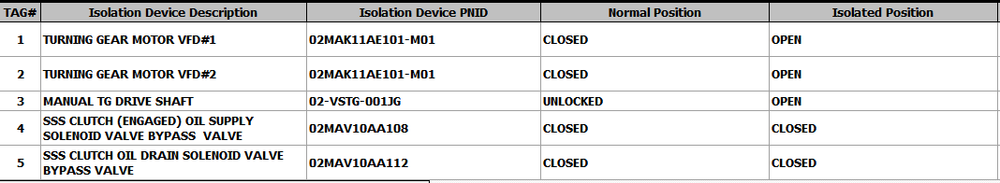 TAG# Isolation Device Description Isolation Device PNID Normal Position Isolated Position
1 TURNING GEAR MOTOR VFD#1 02MAK11AE101-M01 CLOSED OPEN
2 TURNING GEAR MOTOR VFD#2 02MAK11AE101-M01 CLOSED OPEN
3 MANUAL TG DRIVE SHAFT 02-VSTG-001JG UNLOCKED OPEN
4 SSS CLUTCH (ENGAGED) OIL SUPPLY
SOLENOID VALVE BYPASS VALVE 02MAV10AA108 CLOSED CLOSED
5 SSS CLUTCH OIL DRAIN SOLENOID VALVE
BYPASS VALVE 02MAV10AA112 CLOSED CLOSED